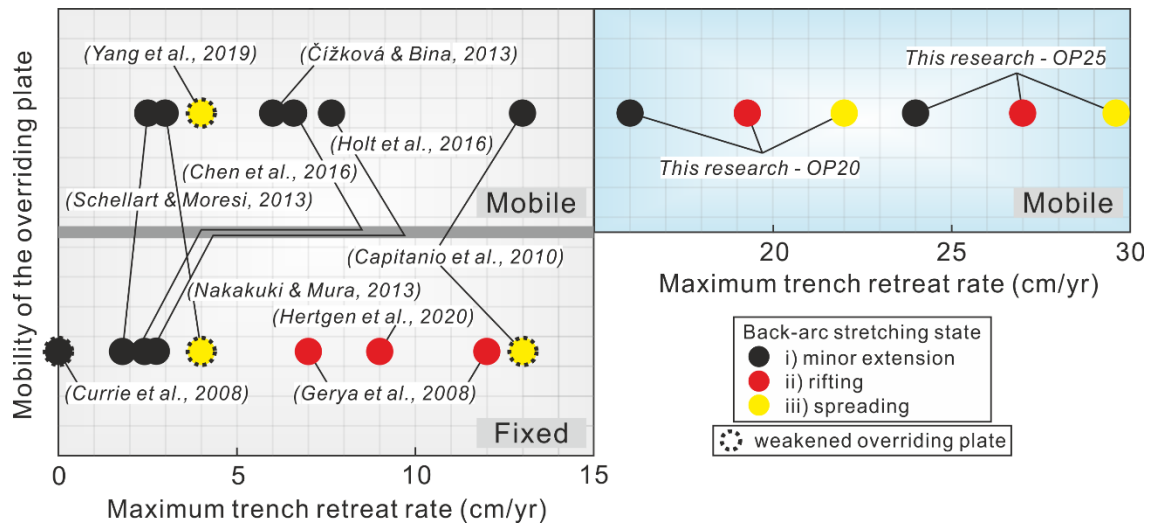 Mobility of the overriding plate
(Yang et al., 2019)
(Čížková & Bina, 2013)
(Holt et al., 2016)
(Chen et al., 2016)
(Schellart & Moresi, 2013)
Mobile
(Capitanio et al., 2010)
(Nakakuki & Mura, 2013)
(Hertgen et al., 2020)
(Currie et al., 2008)
(Gerya et al., 2008)
Fixed
0
5
10
15
Maximum trench retreat rate (cm/yr)
This research - OP25
This research - OP20
Mobile
20
25
30
Maximum trench retreat rate (cm/yr)
Back-arc stretching state
i) minor extension
ii) rifting
iii) spreading
weakened overriding plate